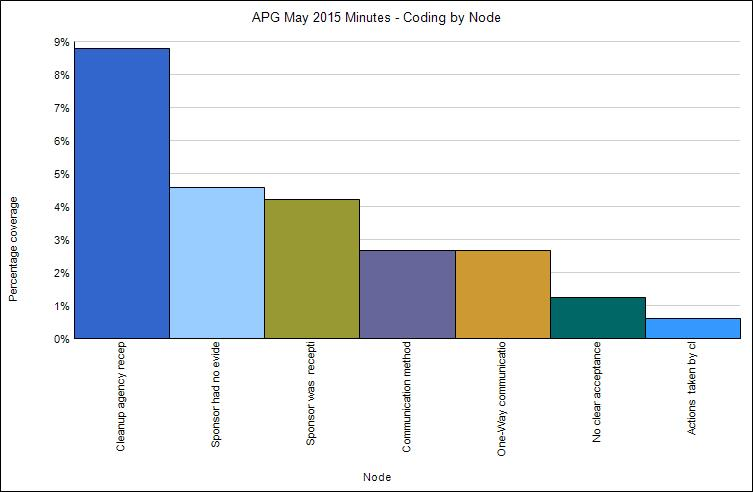 APG May 2015 Minutes - Coding by Node
Percentage coverage
9%
8%
7%
6%
5%
4%
3%
2%
1%
0%
Cleanup agency recep
Sponsor had no evide
Sponsor was  recepti
Communication method
One-Way communicatio
No clear acceptance
Actions  taken by cl
Node